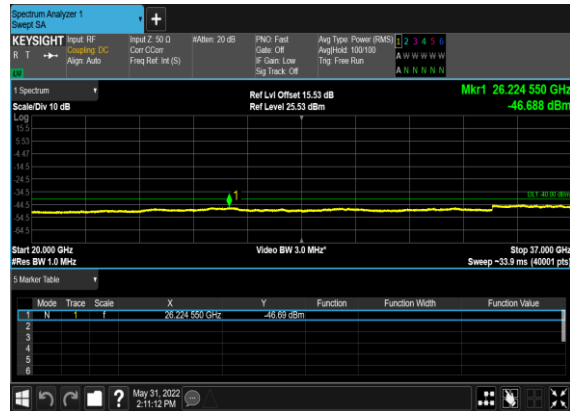 Spectrum Analyzer 1
Swept SA
+
KEYSIGHT Input: RF Input Z: 50 Ω #Atten: 20 dB PNO: Fast Avg Type: Power (RMS) 1 2 3 4 5 6
R T Coupling: DC Corr CCorr Gate: Off Avg|Hold: 100/100 A W W W W W
Align: Auto Freq Ref: Int (S) IF Gain: Low Trig: Free Run
Sig Track: Off A N N N N N
1 Spectrum
Ref Lvl Offset 15.53 dB Mkr1 26.224 550 GHz
Scale/Div 10 dB Ref Level 25.53 dBm -46.688 dBm
Log
15.5
5.53
-4.47
-14.5
-24.5
-34.5
1
-44.5
-54.5
-64.5
Start 20.000 GHz Video BW 3.0 MHz* Stop 37.000 GHz
#Res BW 1.0 MHz Sweep ~33.9 ms (40001 pts)
5 Marker Table
Mode Trace Scale X Y Function Function Width Function Value
1 N 1 f 26.224 550 GHz -46.69 dBm
2
3
4
5
6
? May 31, 2022
2:11:12 PM